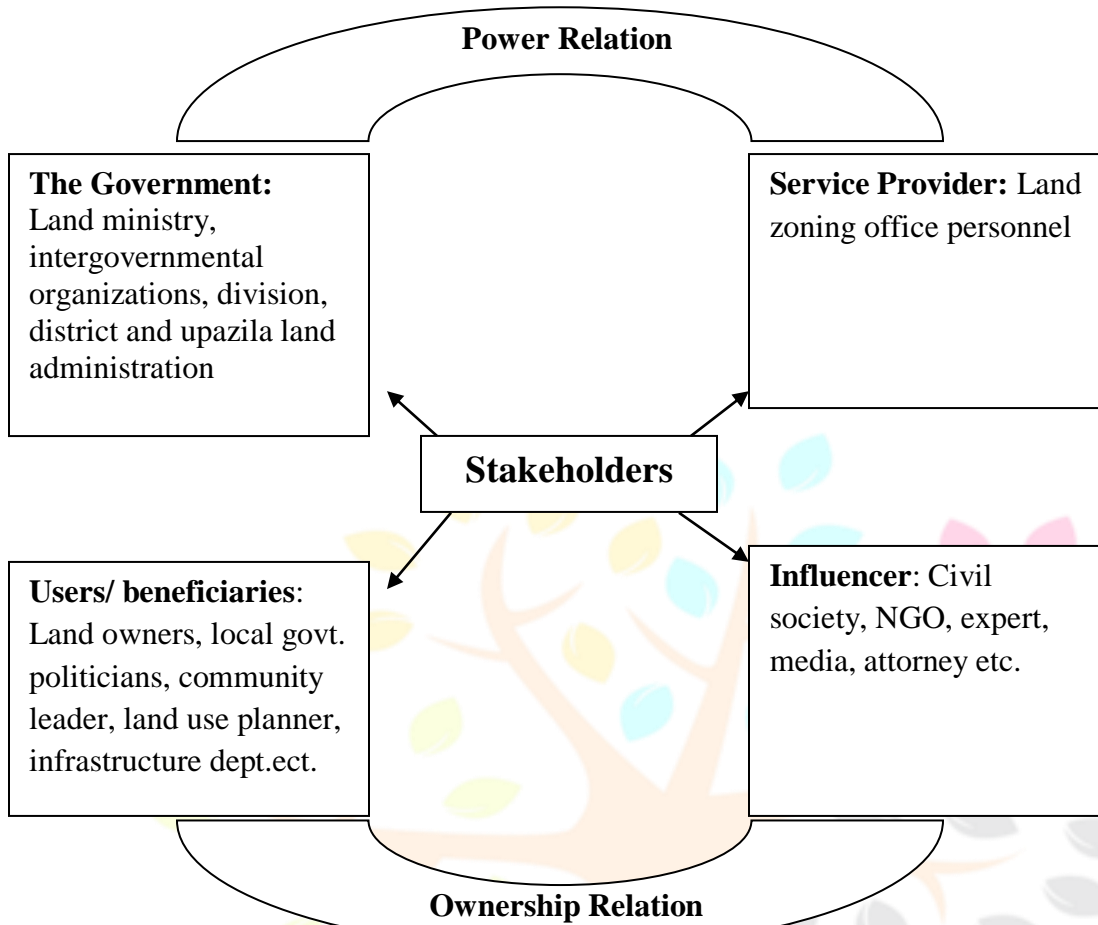 Power Relation
The Government:
Land ministry,
intergovernmental
organizations, division,
district and upazila land
administration
Service Provider: Land
zoning office personnel
Stakeholders
Users/ beneficiaries:
Land owners, local govt.
politicians, community
leader, land use planner,
infrastructure dept.ect.
Influencer: Civil
society, NGO, expert,
media, attorney etc.
Ownership Relation